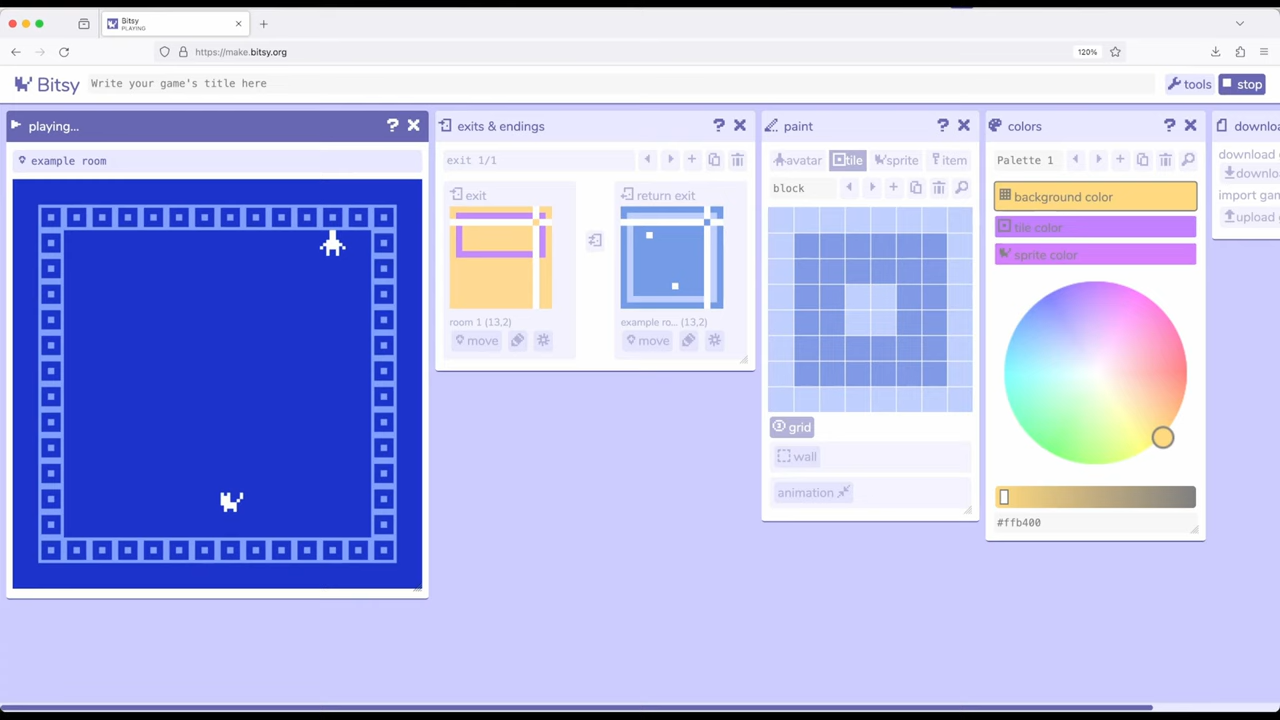 Bitsy
PLAYING
https://make.bitsy.org
120%
Bitsy
Write your game's title here
tools
stop
playing...
?
example room
exits & endings
?
exit 1/1
exit
return exit
room 1 (13,2)
example ro... (13,2)
move
move
paint
?
avatar
tile
sprite
item
block
grid
wall
animation
colors
?
Palette 1
background color
tile color
sprite color
#ffb400
downloa
download
downloa
import gam
upload g